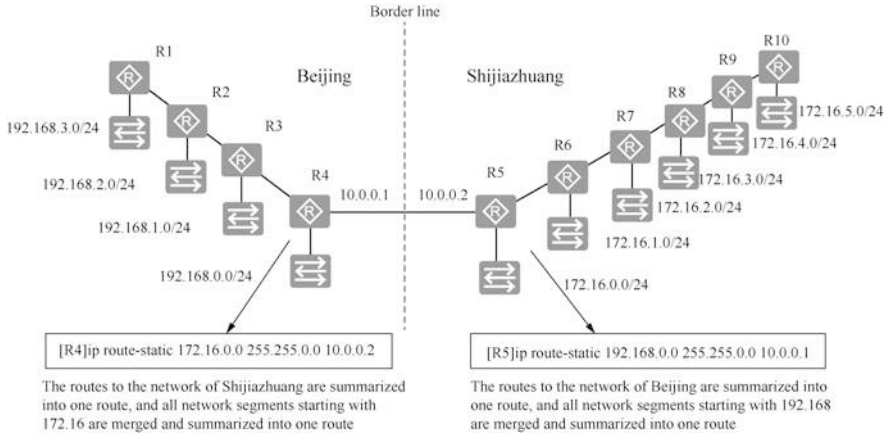 Border line
R1
R2
R3
R4
Beijing
Shijiazhuang
R5
R6
R7
R8
R9
R10
192.168.3.0/24
192.168.2.0/24
192.168.1.0/24
192.168.0.0/24
10.0.0.1
10.0.0.2
172.16.5.0/24
172.16.4.0/24
172.16.3.0/24
172.16.2.0/24
172.16.1.0/24
172.16.0.0/24
R
R
R
R
R
R
R
R
R
R
[R4]ip route-static 172.16.0.0 255.255.0.0 10.0.0.2
The routes to the network of Shijiazhuang are summarized
into one route, and all network segments starting with
172.16 are merged and summarized into one route
[R5]ip route-static 192.168.0.0 255.255.0.0 10.0.0.1
The routes to the network of Beijing are summarized into
one route, and all network segments starting with 192.168
are merged and summarized into one route